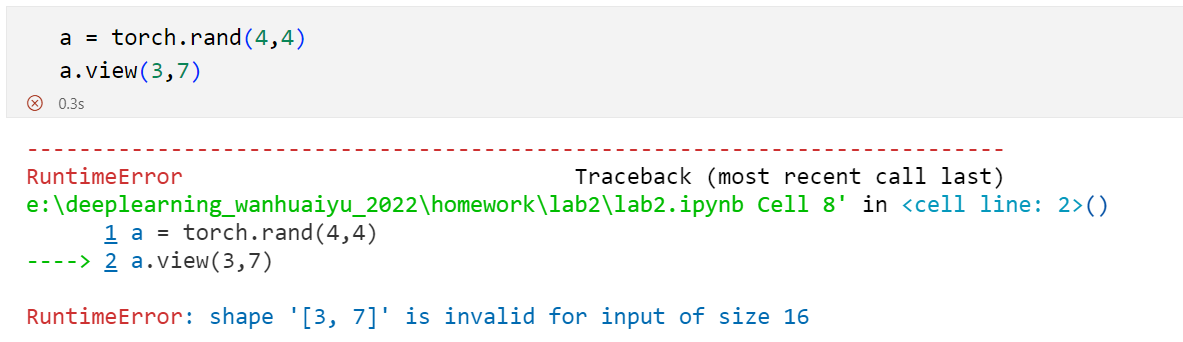 a = torch.rand(4,4)
a.view(3,7)
0.3s
---------------------------------------------------------------------------
RuntimeError                              Traceback (most recent call last)
e:\deeplearning_wanhuaiyu_2022\homework\lab2\lab2.ipynb Cell 8' in <cell line: 2>()
      1 a = torch.rand(4,4)
----> 2 a.view(3,7)
RuntimeError: shape '[3, 7]' is invalid for input of size 16